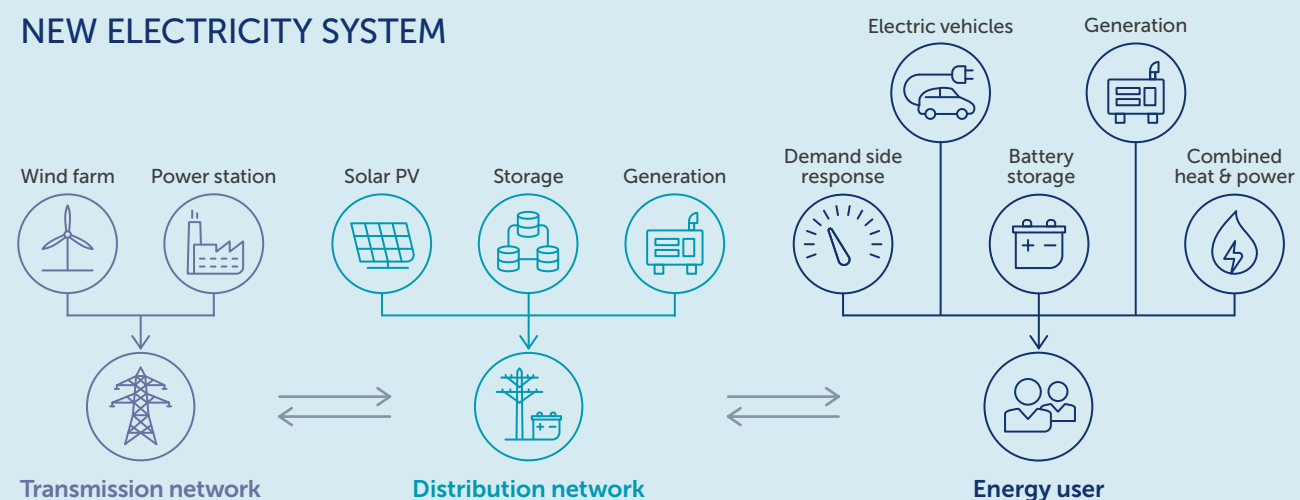 NEW ELECTRICITY SYSTEM
Electric vehicles
Generation
Wind farm
Power station
Solar PV
Storage
Generation
Demand side
response
Battery
storage
Combined
heat & power
Transmission network
Distribution network
Energy user